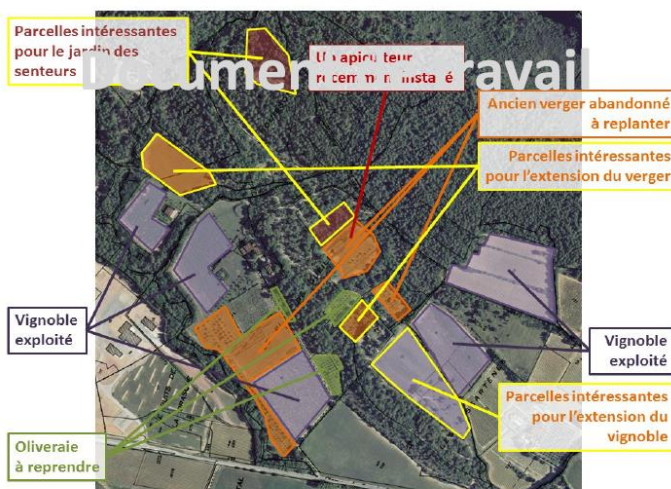 Parcelles intéressantes
pour le jardin des
senteurs
Un apiculteur
récemment installé
Ancien verger abandonné
à replanter
Parcelles intéressantes
pour l'extension du verger
Vignoble
exploité
Vignoble
exploité
Parcelles intéressantes
pour l'extension du
vignoble
Oliveraie
à reprendre